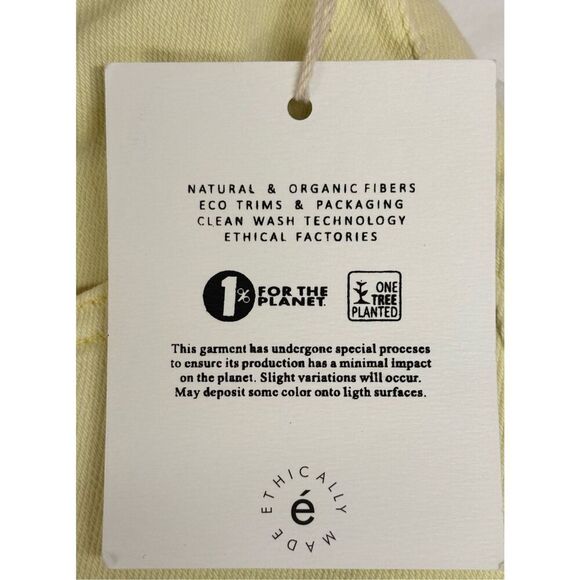 NATURAL & ORGANIC FIBERS
ECO TRIMS & PACKAGING
CLEAN WASH TECHNOLOGY
ETHICAL FACTORIES
1% FOR THE
PLANET
ONE
TREE
PLANTED
This garment has undergone special proceses
to ensure its production has a minimal impact
on the planet. Slight variations will occur.
May deposit some color onto ligth surfaces.
ETHICALLY MADE
é